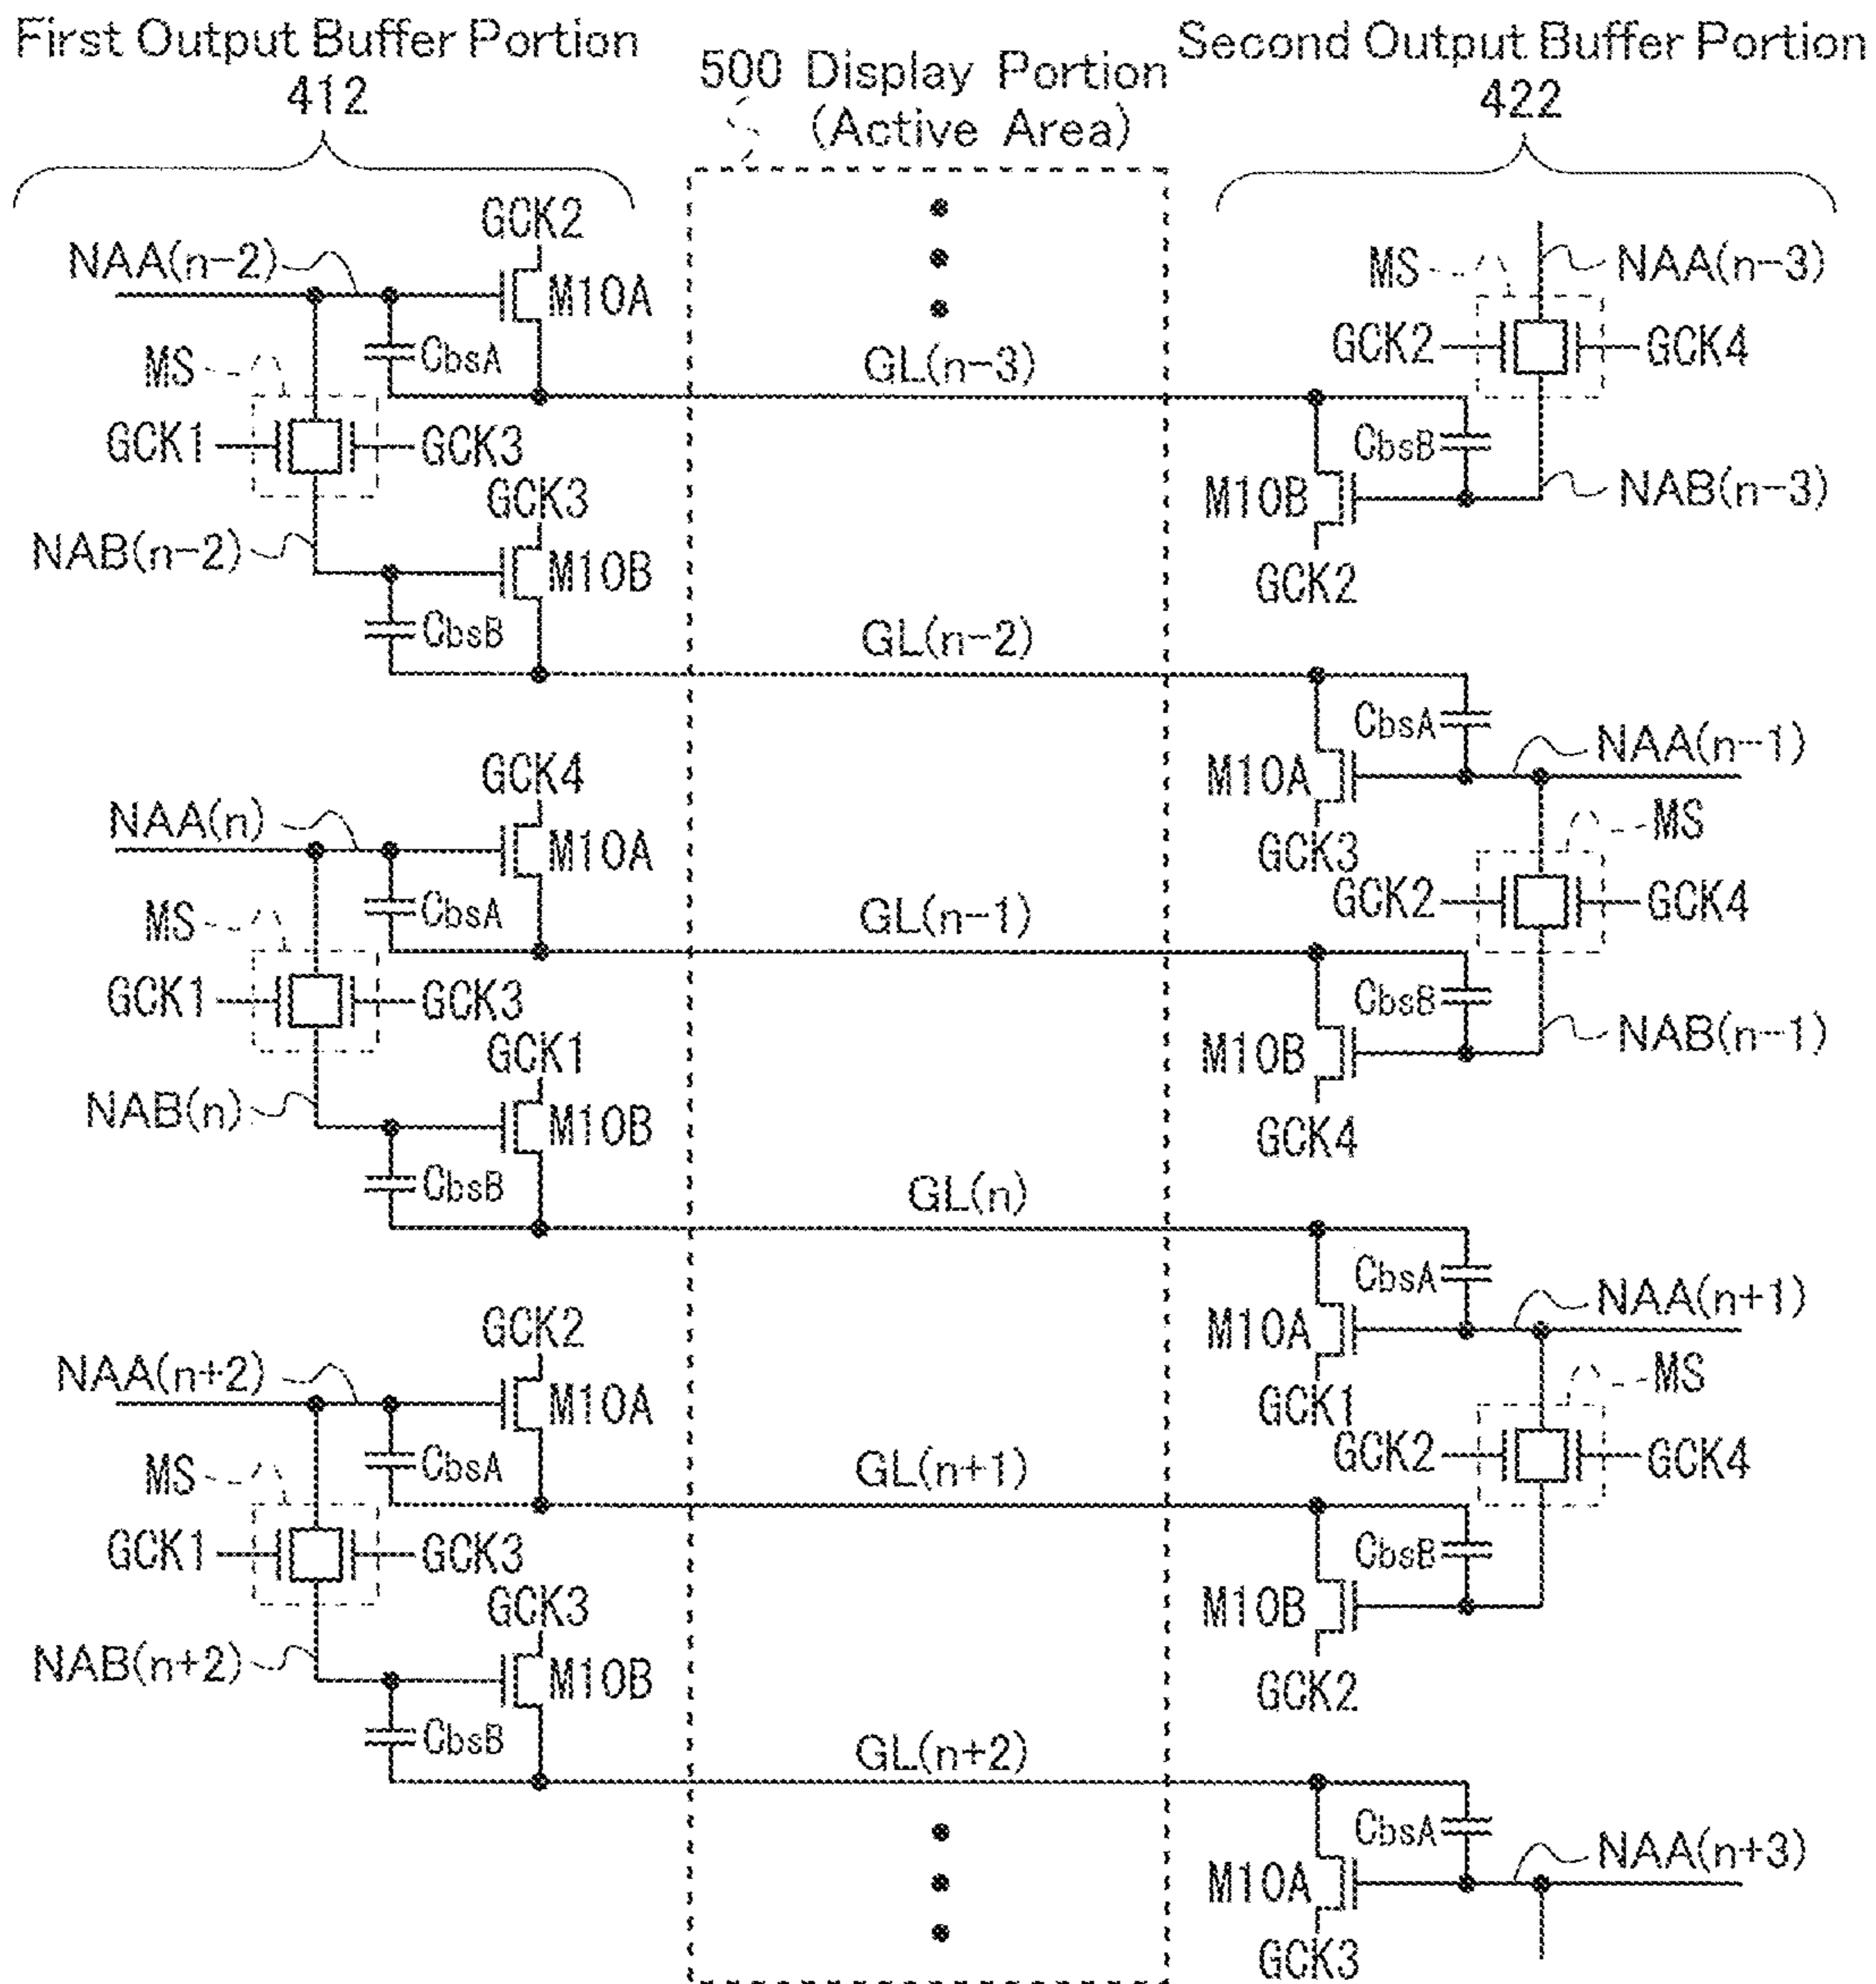 First Output Buffer Portion
412
500 Display Portion
(Active Area)
Second Output Buffer Portion
422
GCK2
NAA(n-2)
M10A
CbsA
MS
GCK1
GCK3
GCK3
NAB(n-2)
M10B
CbsB
GCK4
NAA(n)
M10A
CbsA
MS
GCK1
GCK3
GCK1
NAB(n)
M10B
CbsB
GCK2
NAA(n+2)
M10A
CbsA
MS
GCK1
GCK3
GCK3
NAB(n+2)
M10B
CbsB
GL(n-3)
GL(n-2)
GL(n-1)
GL(n)
GL(n+1)
GL(n+2)
MS
NAA(n-3)
GCK2
GCK4
CbsB
M10B
NAB(n-3)
GCK2
CbsA
NAA(n-1)
M10A
MS
GCK3
GCK2
GCK4
CbsB
M10B
NAB(n-1)
GCK4
CbsA
NAA(n+1)
M10A
MS
GCK1
GCK2
GCK4
CbsB
M10B
GCK2
CbsA
NAA(n+3)
M10A
GCK3